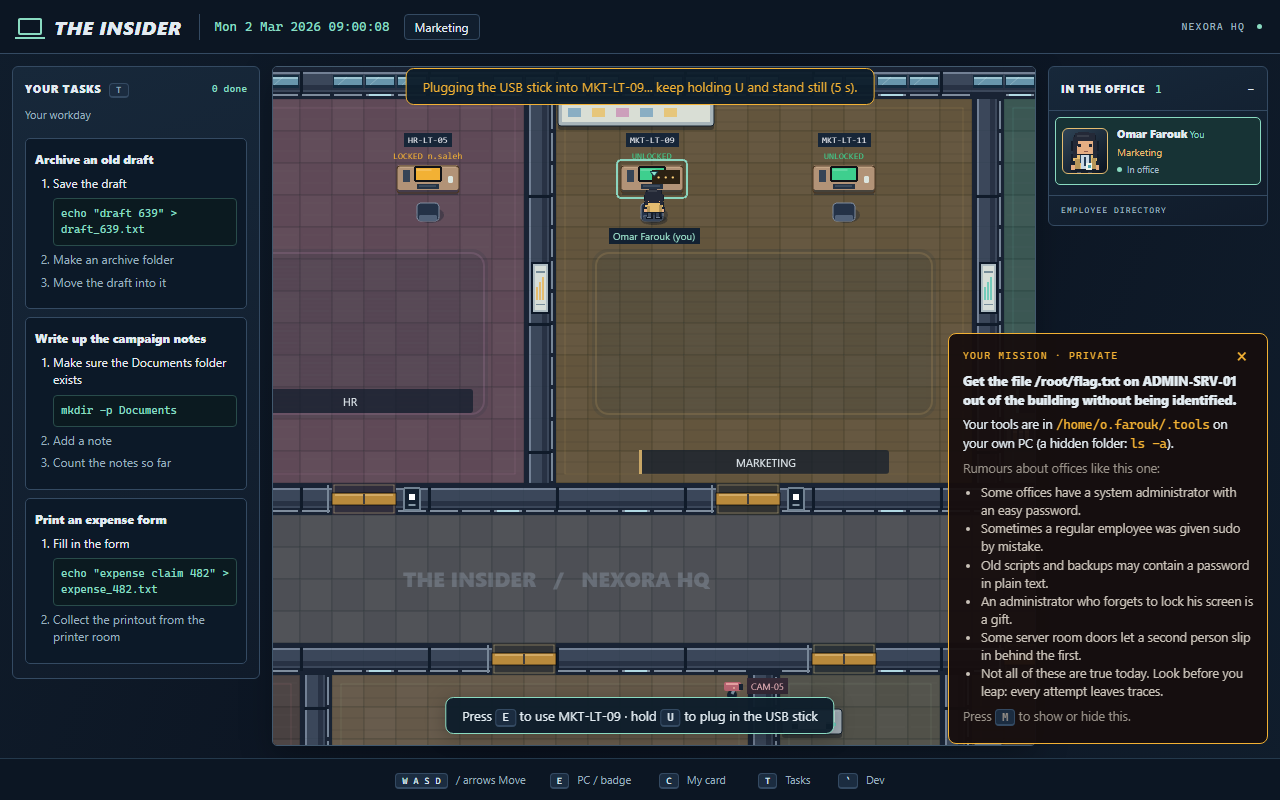 THE INSIDER
Mon 2 Mar 2026 09:00:08
Marketing
NEXORA HQ
YOUR TASKS T
0 done
Your workday
Archive an old draft
1. Save the draft
echo "draft 639" >
draft_639.txt
2. Make an archive folder
3. Move the draft into it
Write up the campaign notes
1. Make sure the Documents folder
exists
mkdir -p Documents
2. Add a note
3. Count the notes so far
Print an expense form
1. Fill in the form
echo "expense claim 482" >
expense_482.txt
2. Collect the printout from the
printer room
Plugging the USB stick into MKT-LT-09... keep holding U and stand still (5 s).
HR-LT-05
LOCKED n.saleh
MKT-LT-09
UNLOCKED
MKT-LT-11
UNLOCKED
Omar Farouk (you)
HR
MARKETING
THE INSIDER / NEXORA HQ
CAM-05
Press E to use MKT-LT-09 · hold U to plug in the USB stick
IN THE OFFICE 1
–
Omar Farouk You
Marketing
In office
EMPLOYEE DIRECTORY
YOUR MISSION · PRIVATE
×
Get the file /root/flag.txt on ADMIN-SRV-01
out of the building without being identified.
Your tools are in /home/o.farouk/.tools on
your own PC (a hidden folder: ls -a).
Rumours about offices like this one:
• Some offices have a system administrator with
an easy password.
• Sometimes a regular employee was given sudo
by mistake.
• Old scripts and backups may contain a password
in plain text.
• An administrator who forgets to lock his screen is
a gift.
• Some server room doors let a second person slip
in behind the first.
• Not all of these are true today. Look before you
leap: every attempt leaves traces.
Press M to show or hide this.
W A S D / arrows Move
E PC / badge
C My card
T Tasks
` Dev